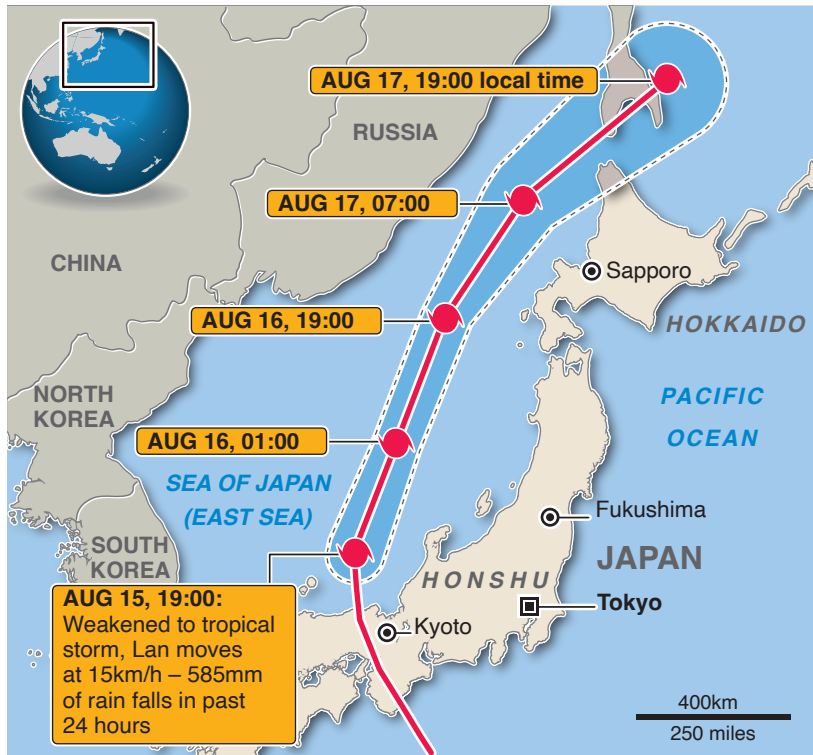 AUG 17, 19:00 local time
RUSSIA
AUG 17, 07:00
CHINA
Sapporo
AUG 16, 19:00
HOKKAIDO
NORTH
KOREA
PACIFIC
OCEAN
AUG 16, 01:00
SEA OF JAPAN
(EAST SEA)
Fukushima
SOUTH
KOREA
JAPAN
HONSHU
AUG 15, 19:00:
Weakened to tropical
storm, Lan moves
at 15km/h – 585mm
of rain falls in past
24 hours
Tokyo
Kyoto
400km
250 miles